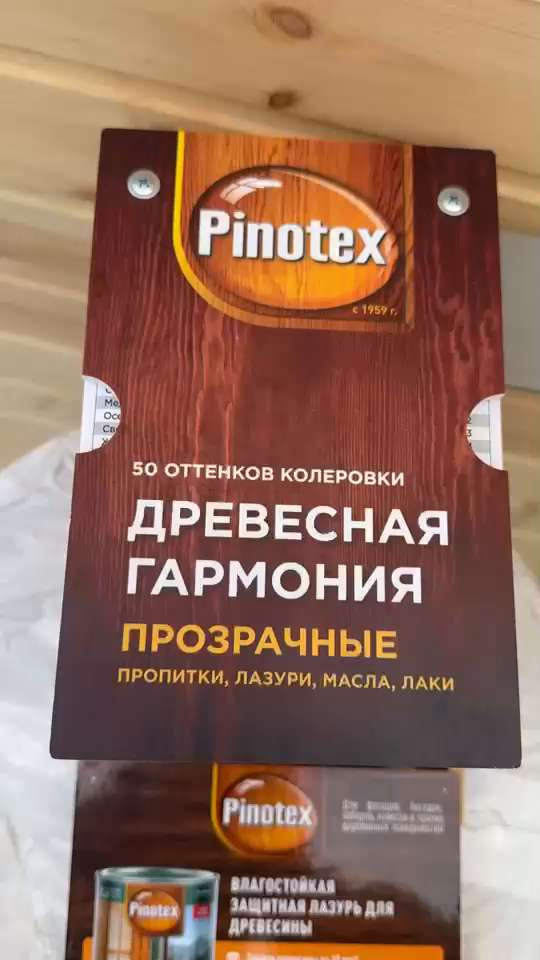 Pinotex
с 1959 г.
50 ОТТЕНКОВ КОЛЕРОВКИ
ДРЕВЕСНАЯ
ГАРМОНИЯ
ПРОЗРАЧНЫЕ
ПРОПИТКИ, ЛАЗУРИ, МАСЛА, ЛАКИ
Pinotex
ВЛАГОСТОЙКАЯ
ЗАЩИТНАЯ ЛАЗУРЬ ДЛЯ
ДРЕВЕСИНЫ
Pinotex